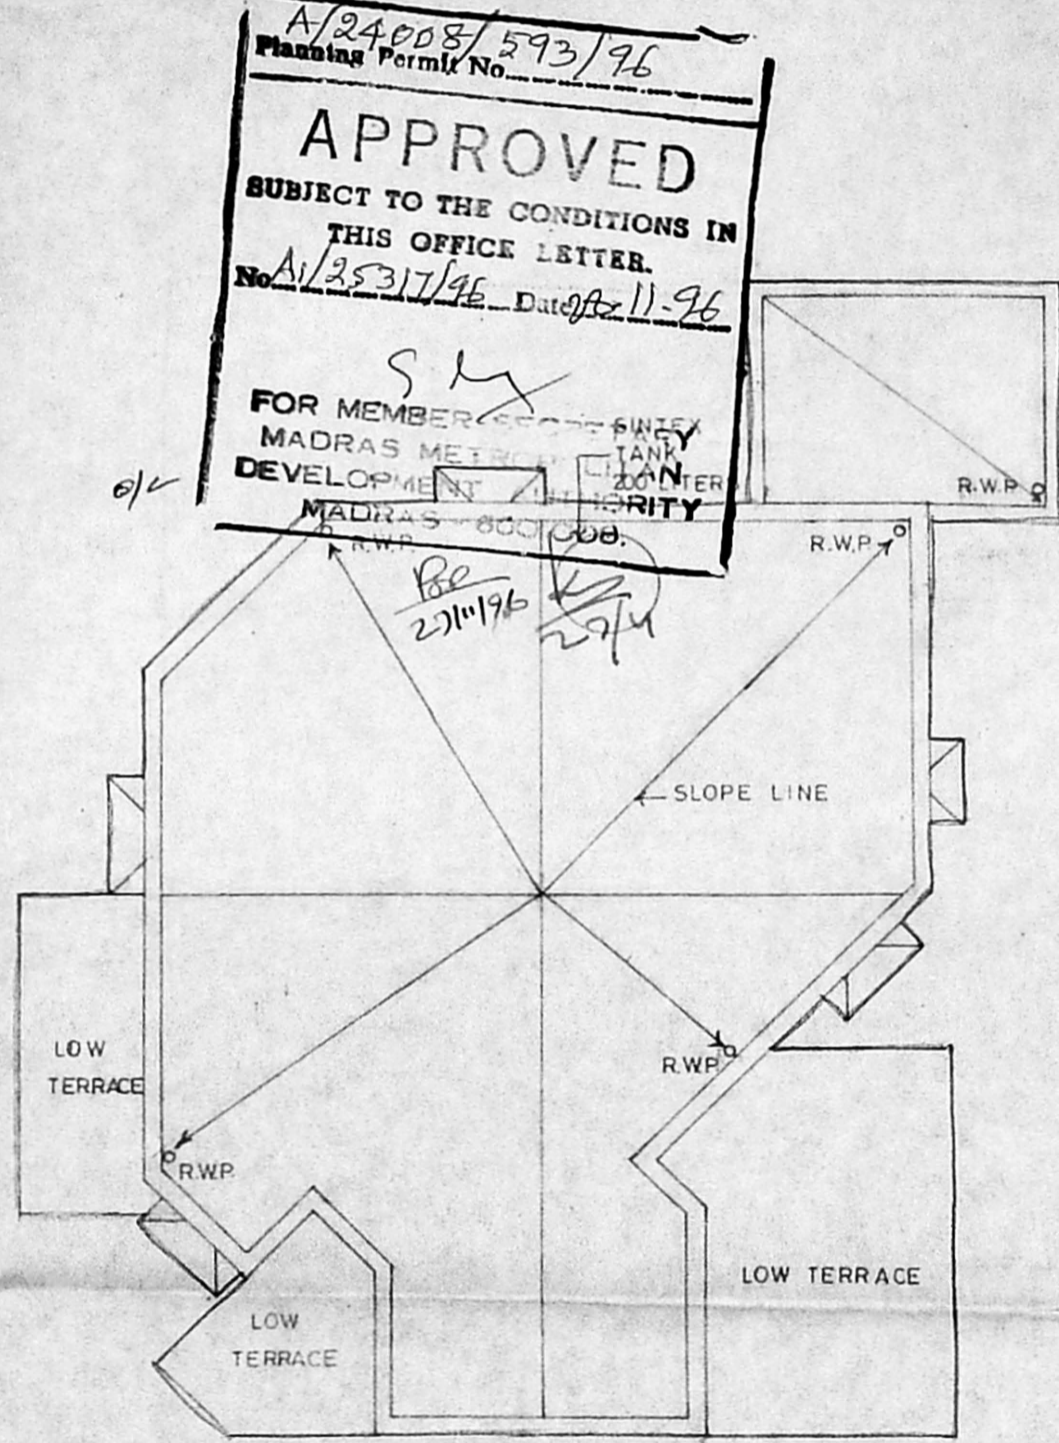 A/24008/593/96
Planning Permit No.
APPROVED
SUBJECT TO THE CONDITIONS IN
THIS OFFICE LETTER.
No A1/25317/96 Date 11-96
FOR MEMBER SECRETARY
MADRAS METROPOLITAN
DEVELOPMENT AUTHORITY
MADRAS - 600 008.
SINTEX
TANK
200 LITER
R.W.P.
R.W.P.
R.W.P.
27/11/96
27/11
SLOPE LINE
LOW
TERRACE
R.W.P.
R.W.P.
LOW TERRACE
LOW
TERRACE